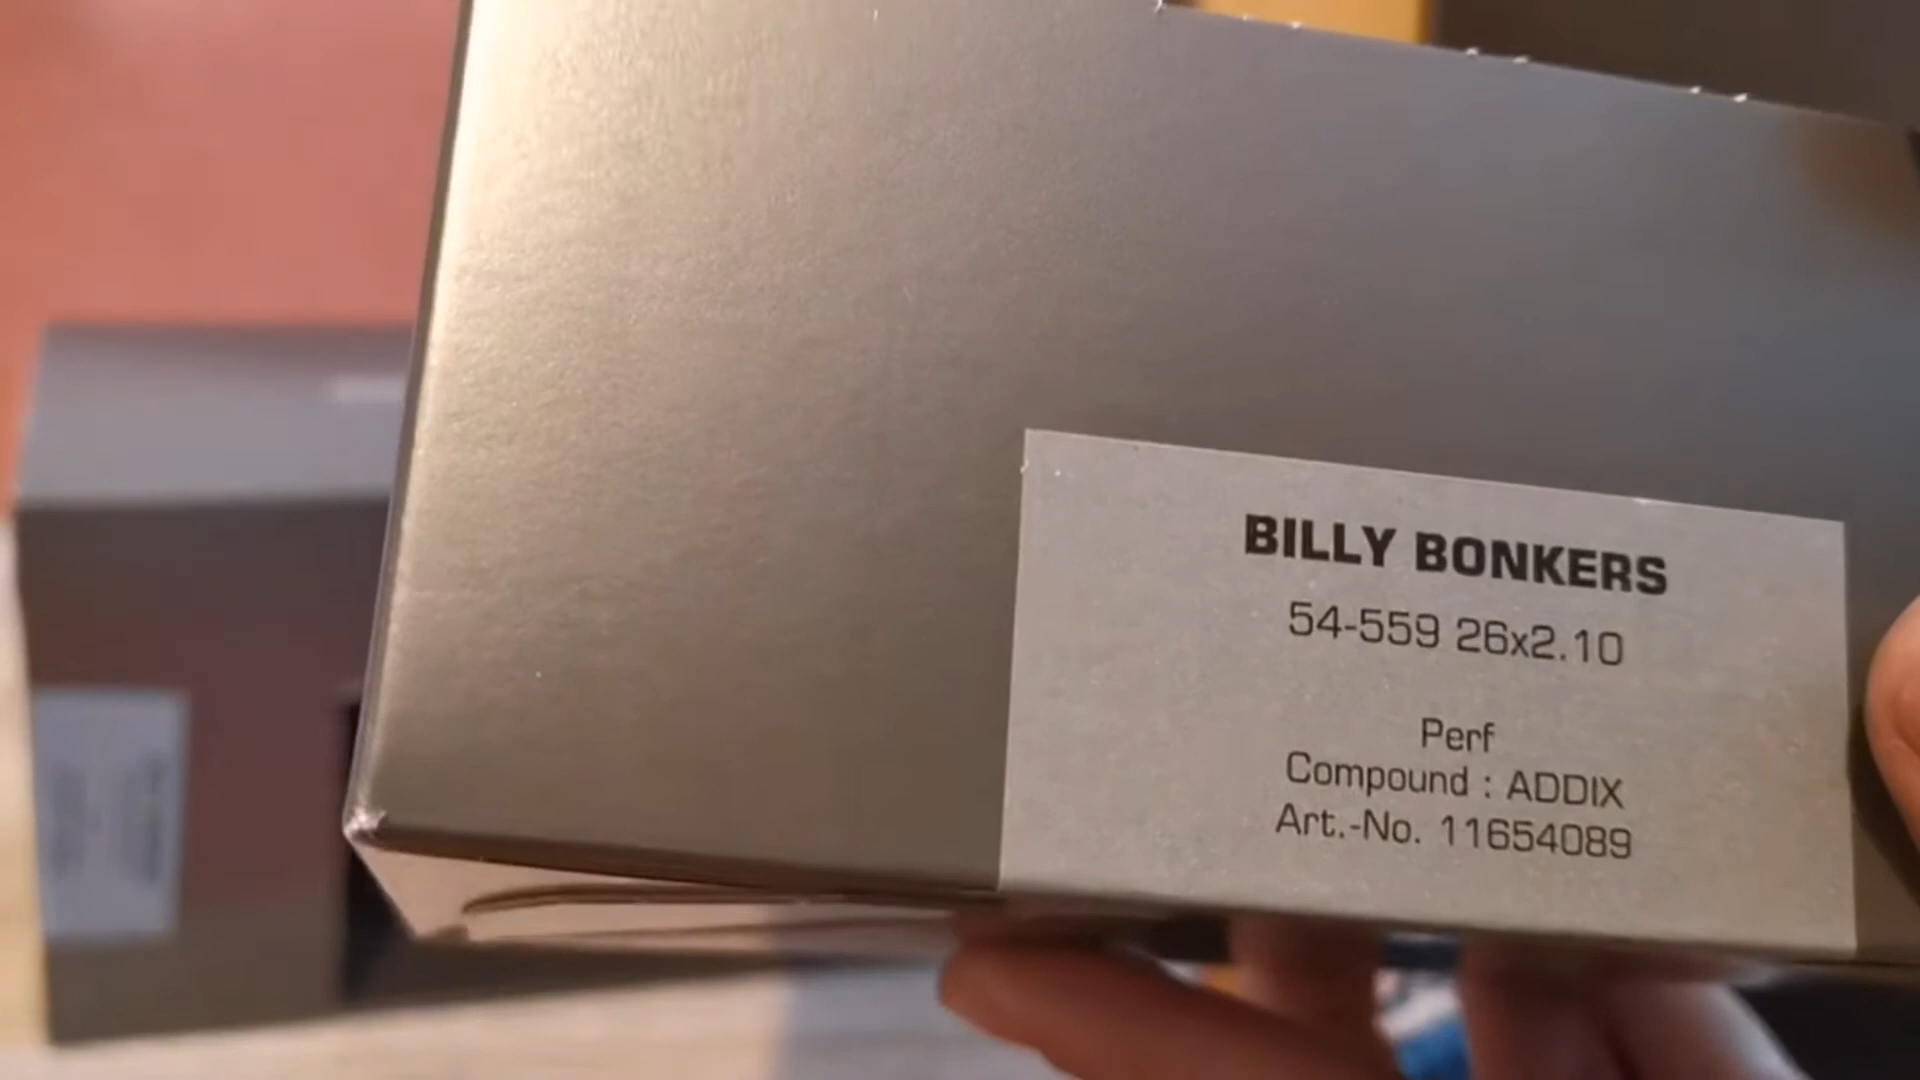 BILLY BONKERS
54-559 26x2.10
Perf
Compound : ADDIX
Art.-No. 11654089